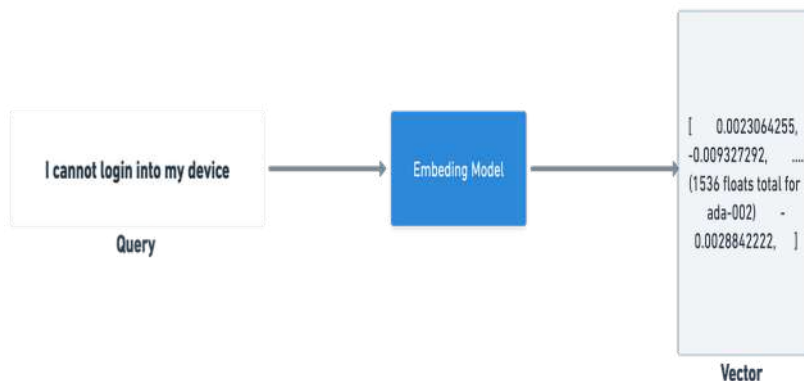 I cannot login into my device
Query
Embeding Model
[ 0.0023064255,
-0.009327292, ....
(1536 floats total for
ada-002) -
0.0028842222, ]
Vector